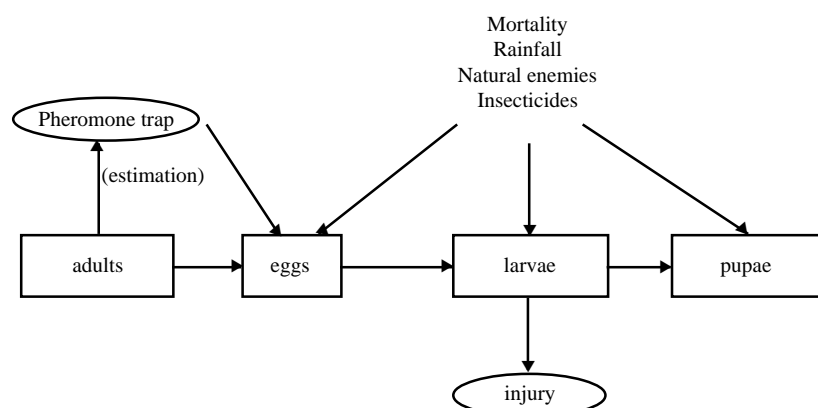 Mortality
Rainfall
Natural enemies
Insecticides
Pheromone trap
(estimation)
adults
eggs
larvae
pupae
injury